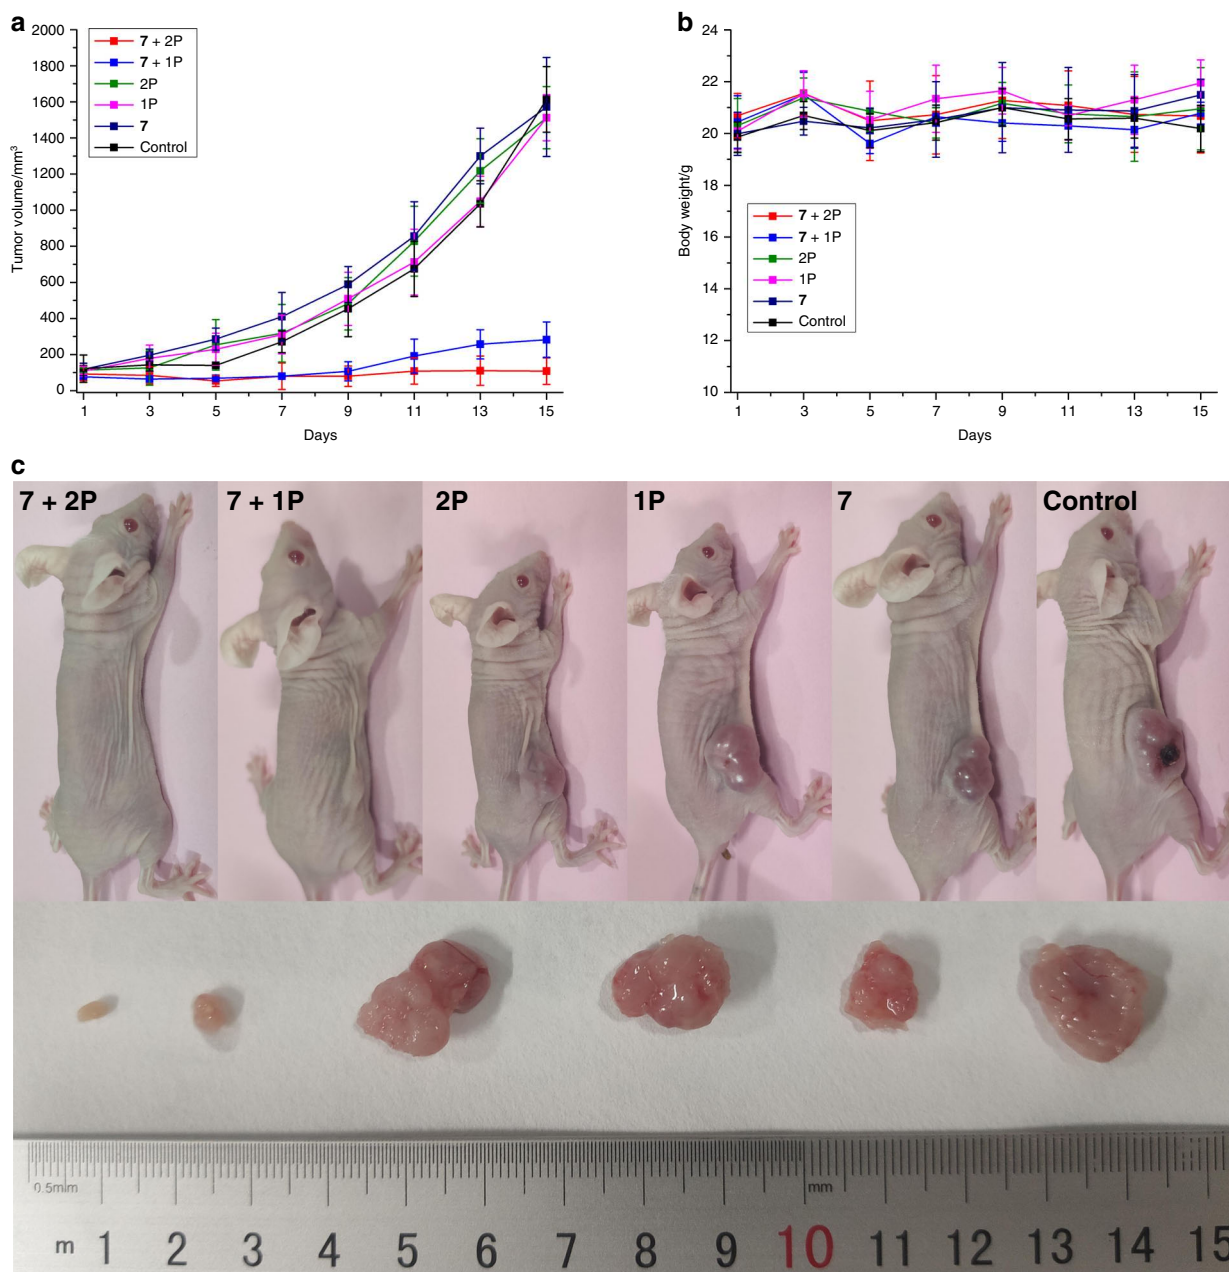 a
2000
1800
1600
1400
1200
1000
800
600
400
200
0
Tumor volume/mm³
7 + 2P
7 + 1P
2P
1P
7
Control
1 3 5 7 9 11 13 15
Days
b
24
22
20
18
16
14
12
10
Body weight/g
7 + 2P
7 + 1P
2P
1P
7
Control
1 3 5 7 9 11 13 15
Days
c
7 + 2P 7 + 1P 2P 1P 7 Control
0.5mm mm
m 1 2 3 4 5 6 7 8 9 10 11 12 13 14 15